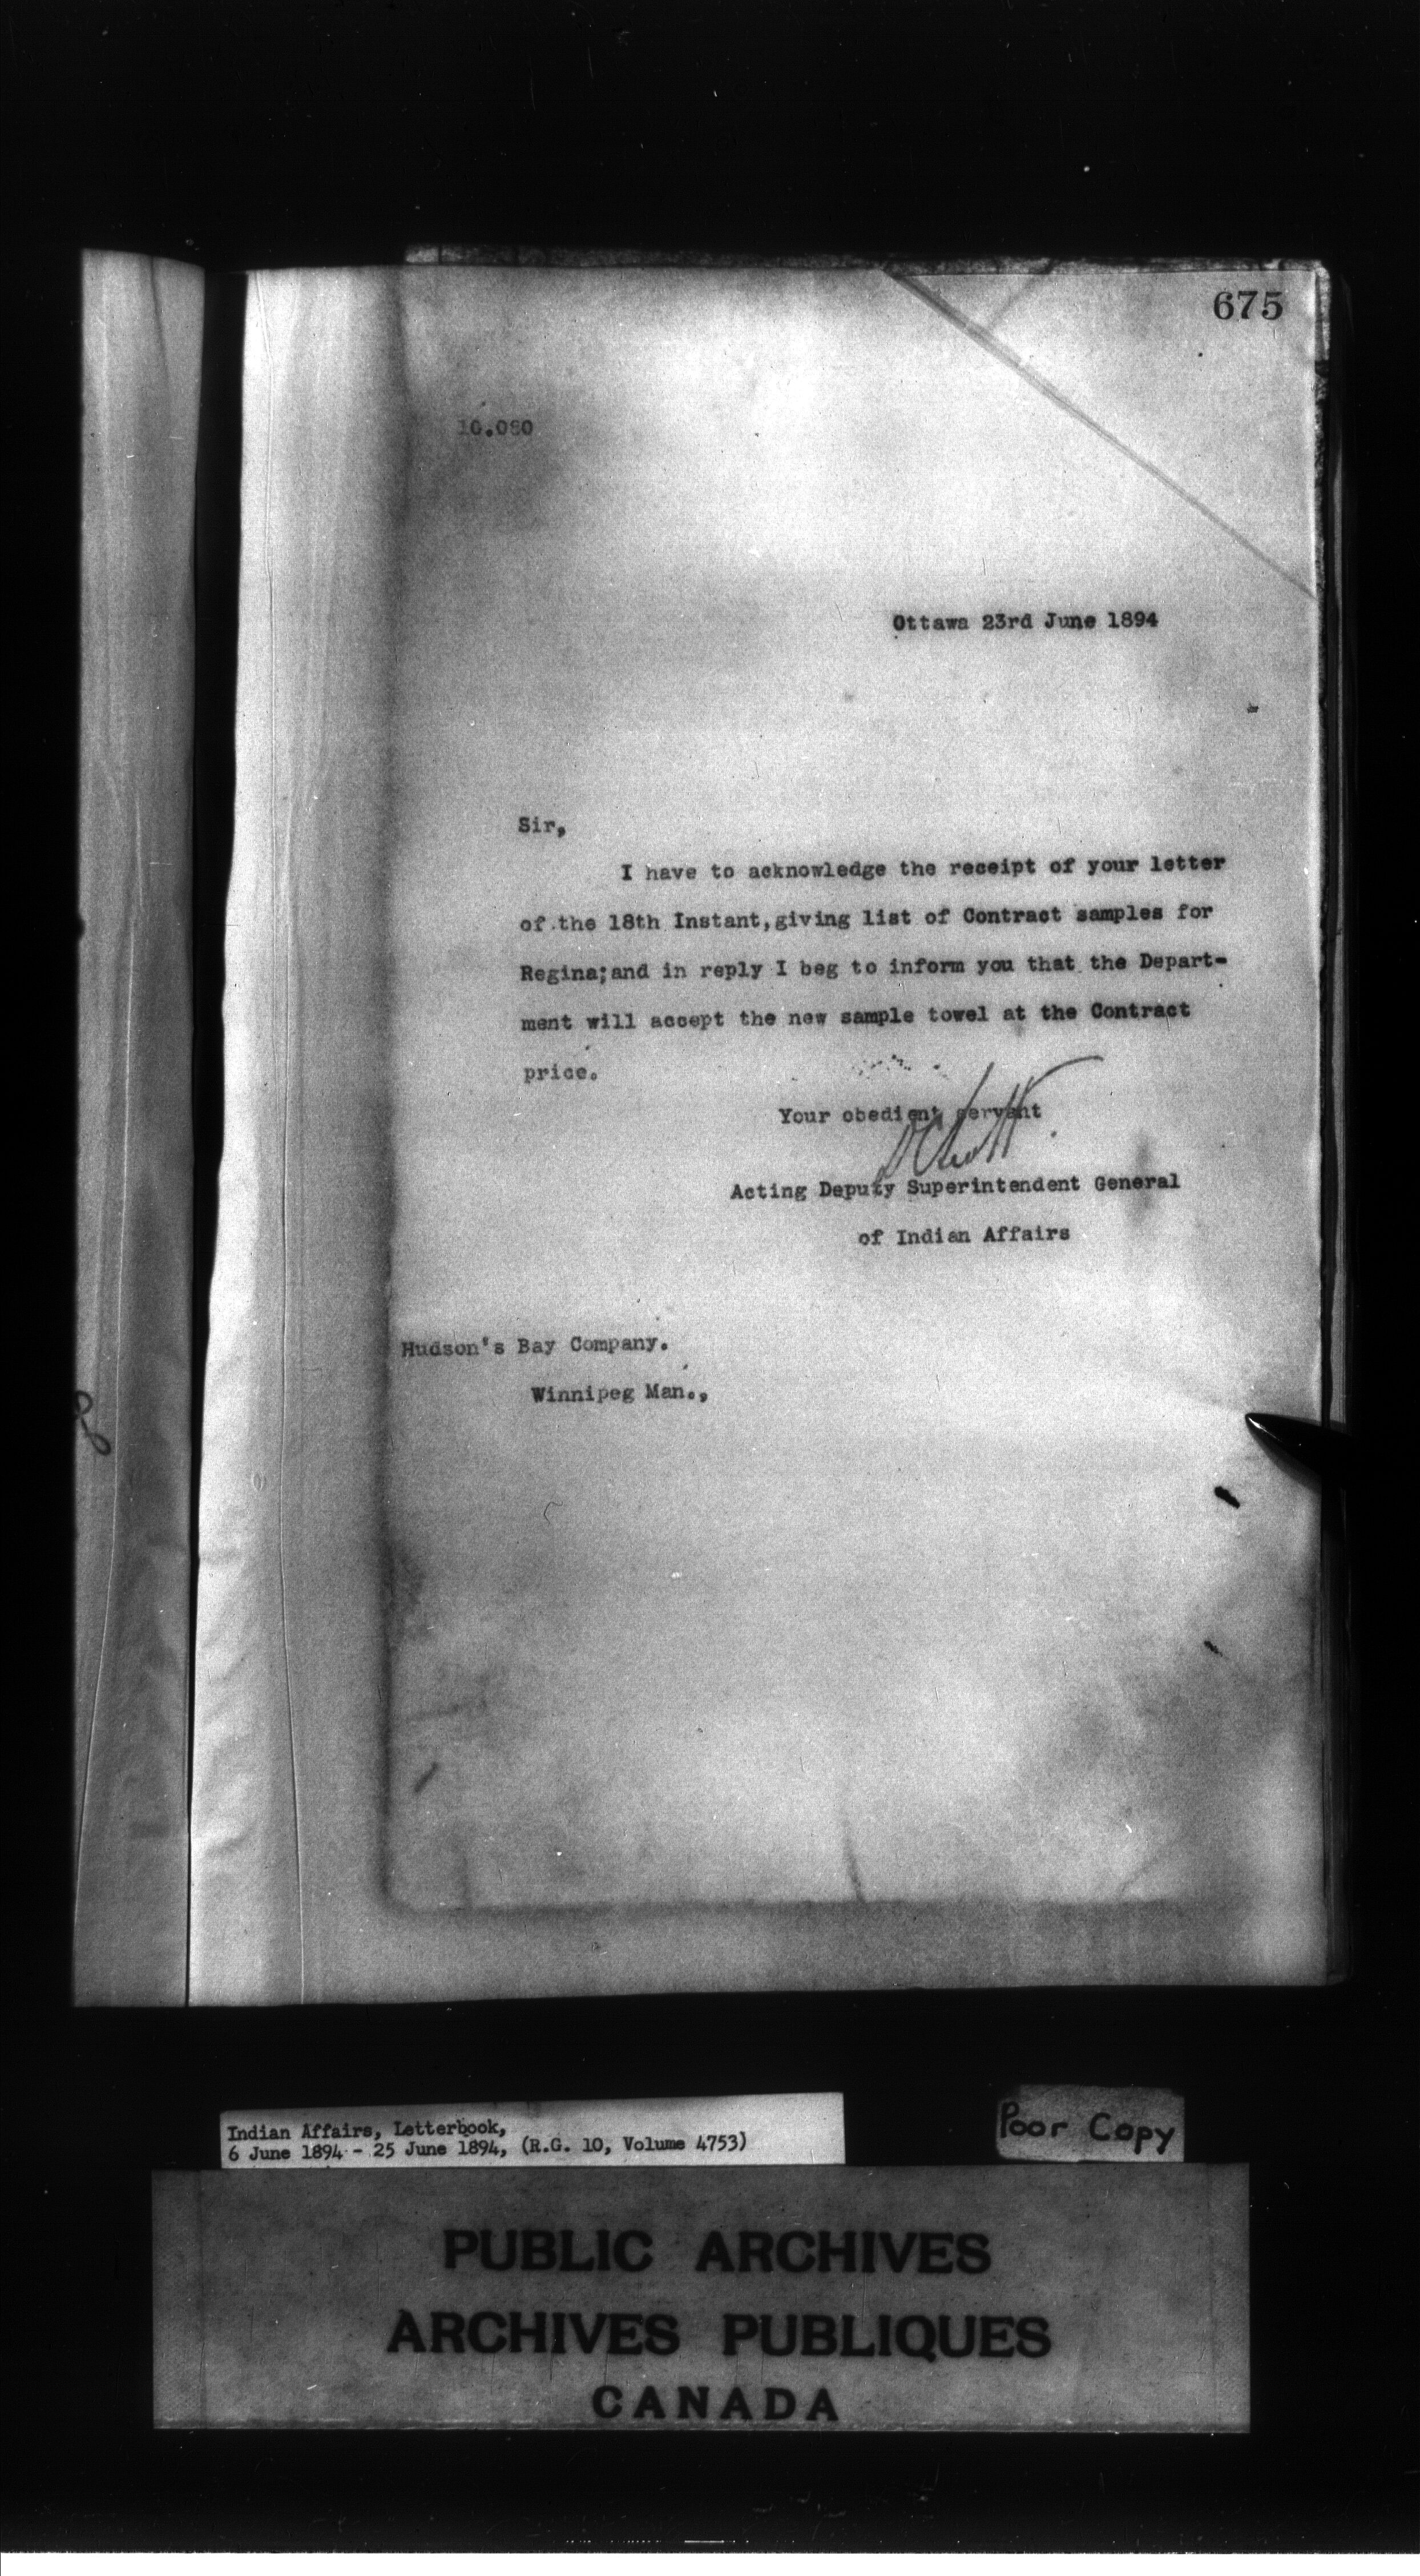 675
10.080
Ottawa 23rd June 1894
Sir,
I have to acknowledge the receipt of your letter
of the 18th Instant,giving list of Contract samples for
Regina;and in reply I beg to inform you that the Depart-
ment will accept the new sample towel at the Contract
price.
Your obedient servant
Acting Deputy Superintendent General
of Indian Affairs
Hudson's Bay Company.
Winnipeg Man.,
Indian Affairs, Letterbook,
6 June 1894 - 25 June 1894, (R.G. 10, Volume 4753)
Poor Copy
PUBLIC ARCHIVES
ARCHIVES PUBLIQUES
CANADA